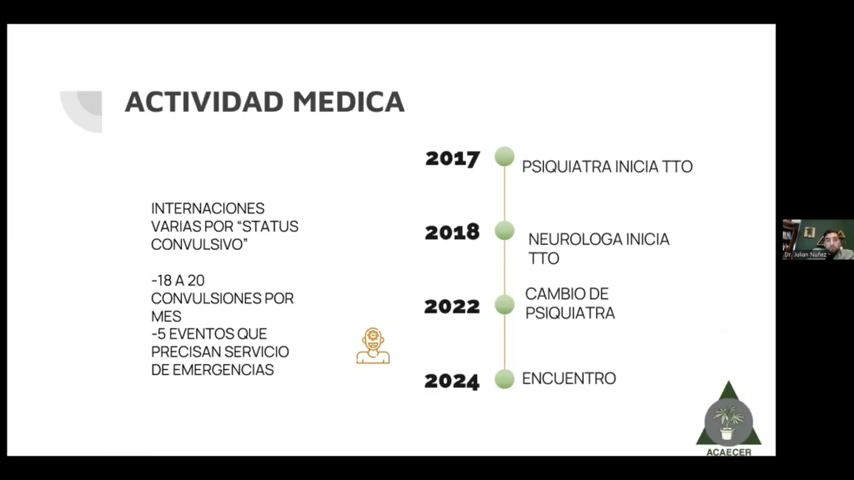 ACTIVIDAD MEDICA
INTERNACIONES
VARIAS POR “STATUS
CONVULSIVO”
-18 A 20
CONVULSIONES POR
MES
-5 EVENTOS QUE
PRECISAN SERVICIO
DE EMERGENCIAS
2017
PSIQUIATRA INICIA TTO
2018
NEUROLOGA INICIA
TTO
2022
CAMBIO DE
PSIQUIATRA
2024
ENCUENTRO
ACAECER
Dr. Julian Nuñez